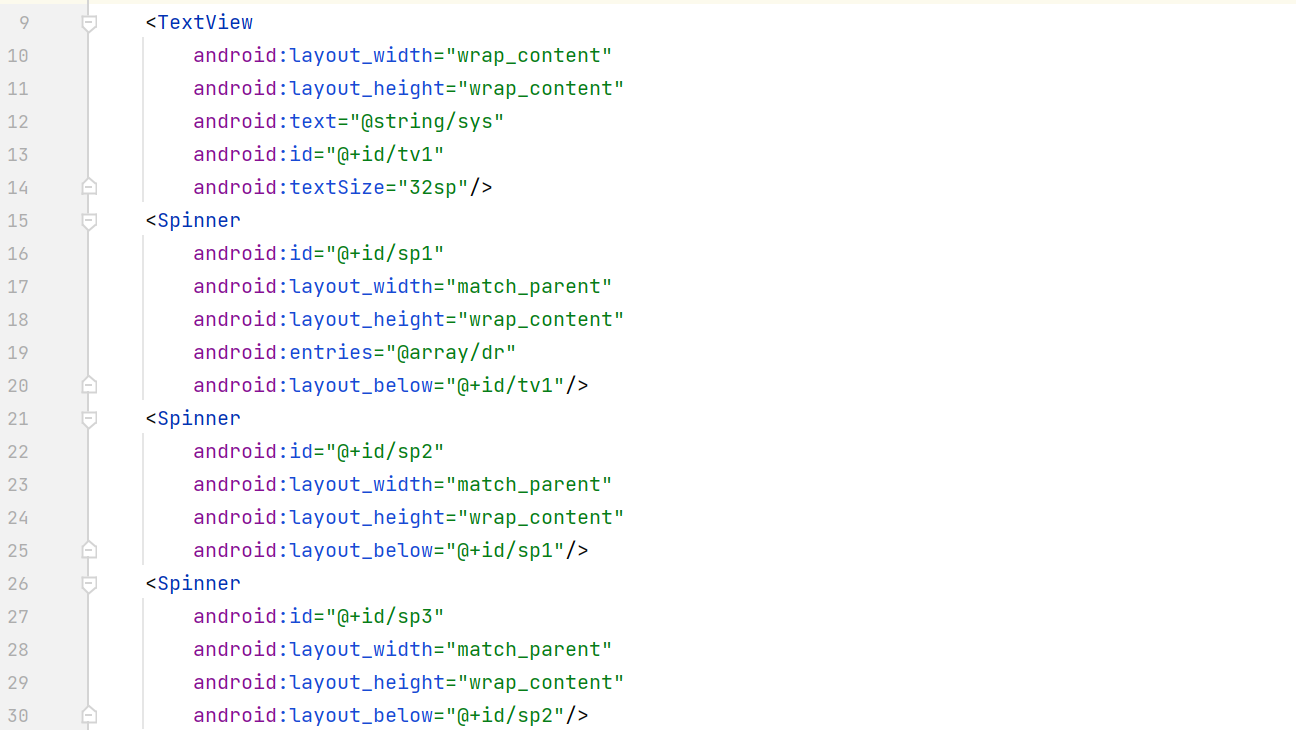 9 <TextView
10 android:layout_width="wrap_content"
11 android:layout_height="wrap_content"
12 android:text="@string/sys"
13 android:id="@+id/tv1"
14 android:textSize="32sp"/>
15 <Spinner
16 android:id="@+id/sp1"
17 android:layout_width="match_parent"
18 android:layout_height="wrap_content"
19 android:entries="@array/dr"
20 android:layout_below="@+id/tv1"/>
21 <Spinner
22 android:id="@+id/sp2"
23 android:layout_width="match_parent"
24 android:layout_height="wrap_content"
25 android:layout_below="@+id/sp1"/>
26 <Spinner
27 android:id="@+id/sp3"
28 android:layout_width="match_parent"
29 android:layout_height="wrap_content"
30 android:layout_below="@+id/sp2"/>